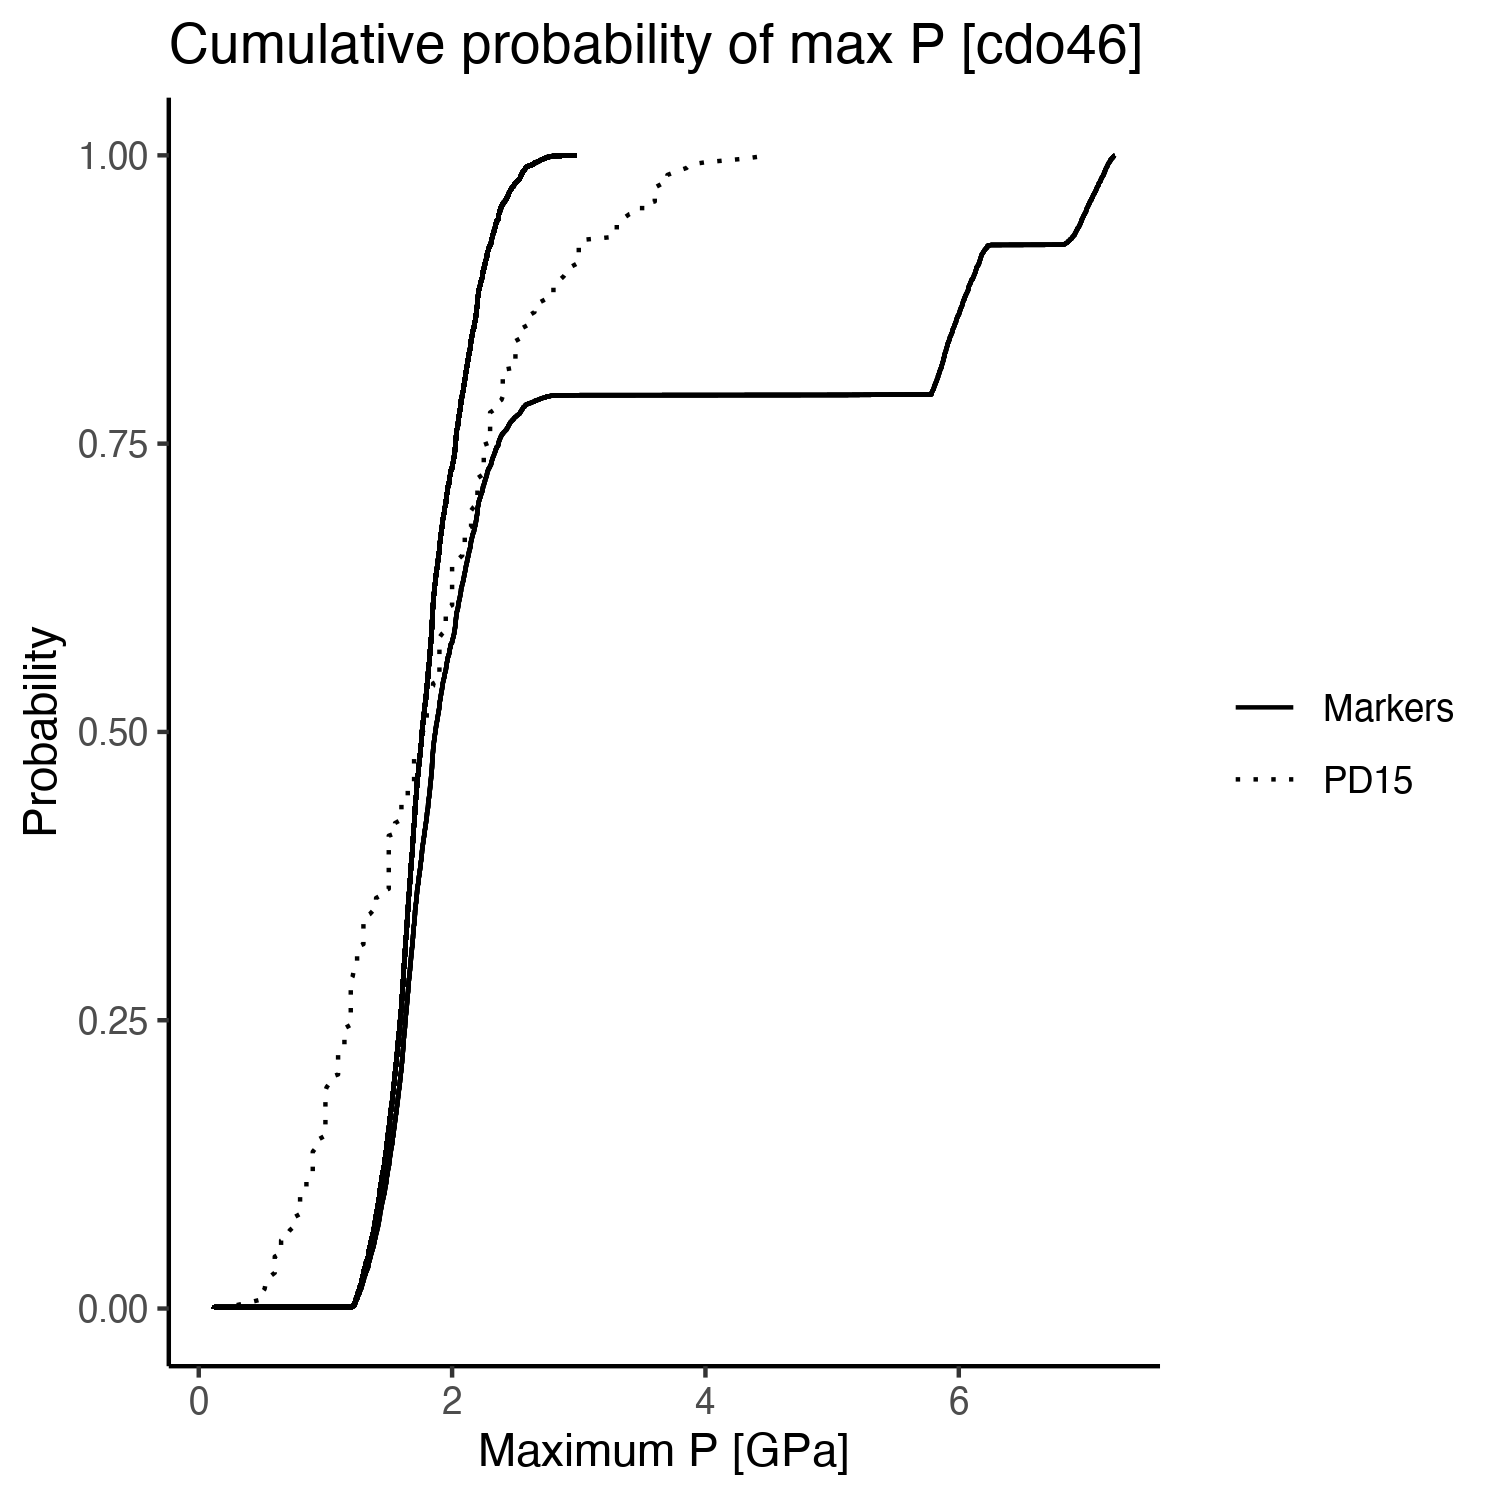 Cumulative probability of max P [cdo46]
1.00
0.75
0.50
0.25
0.00
Probability
0 2 4 6
Maximum P [GPa]
Markers
PD15